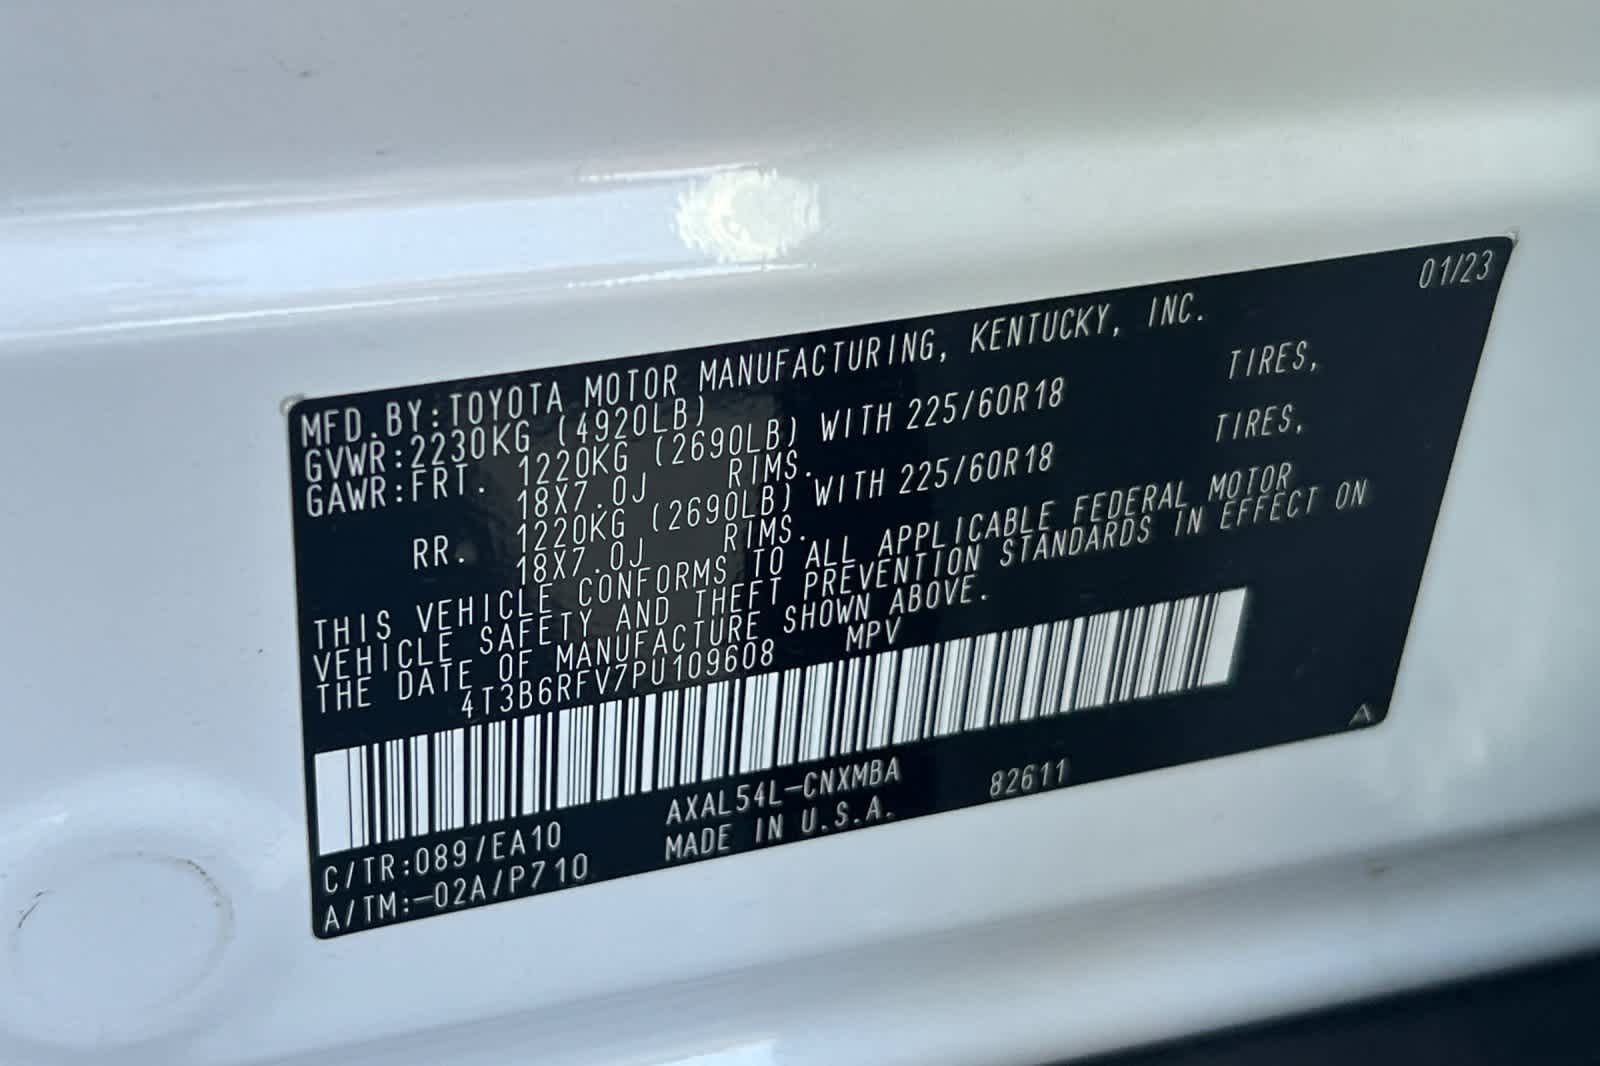 01/23
MFD.BY:TOYOTA MOTOR MANUFACTURING, KENTUCKY, INC.
GVWR:2230KG (4920LB)
GAWR:FRT. 1220KG (2690LB) WITH 225/60R18 TIRES,
18X7.0J RIMS.
RR. 1220KG (2690LB) WITH 225/60R18 TIRES,
18X7.0J RIMS.
THIS VEHICLE CONFORMS TO ALL APPLICABLE FEDERAL MOTOR
VEHICLE SAFETY AND THEFT PREVENTION STANDARDS IN EFFECT ON
THE DATE OF MANUFACTURE SHOWN ABOVE.
4T3B6RFV7PU109608 MPV
C/TR:089/EA10 AXAL54L-CNXMBA 82611
A/TM:-02A/P710 MADE IN U.S.A.
A